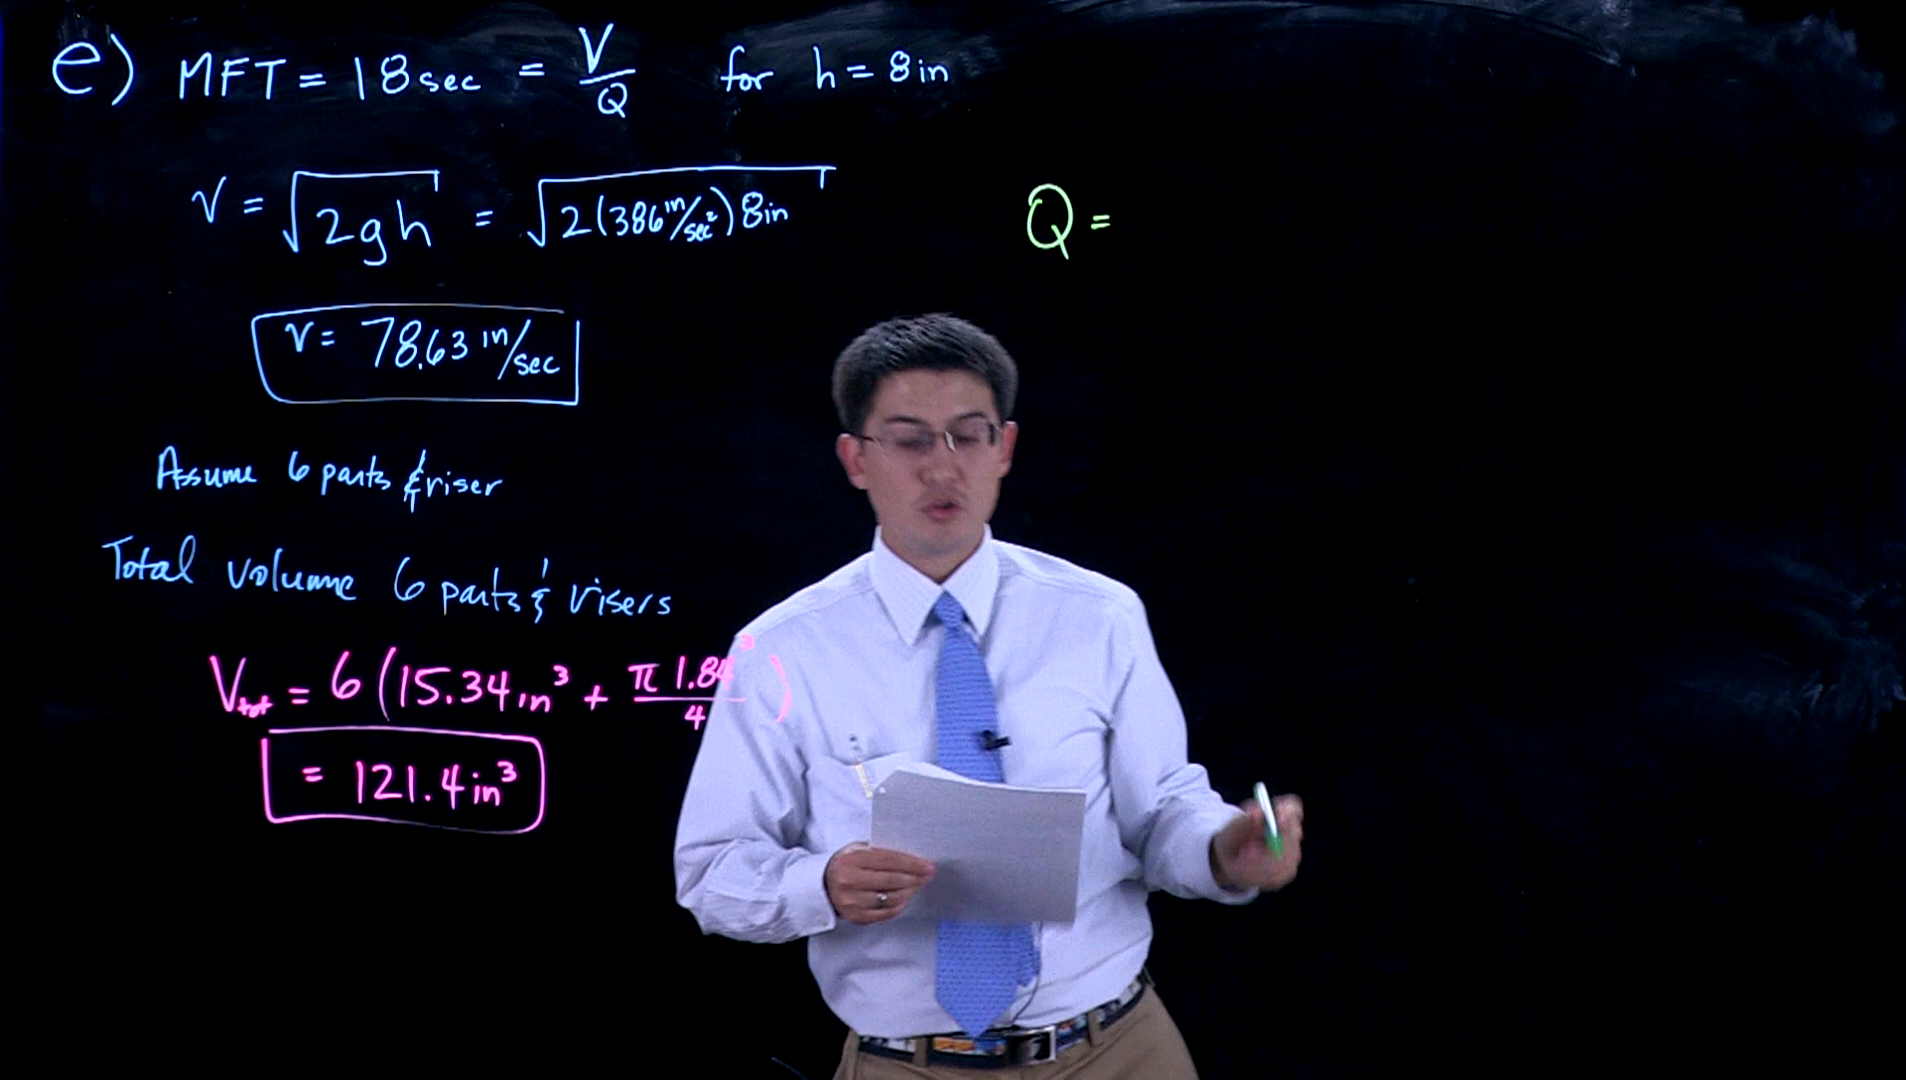 e) MFT = 18 sec = V/Q for h = 8 in
v = √2gh = √2(386 in/sec²) 8in
Q =
v = 78.63 in/sec
Assume 6 parts & riser
Total volume 6 parts & risers
Vtot = 6 (15.34 in³ + π 1.84³/4)
= 121.4 in³